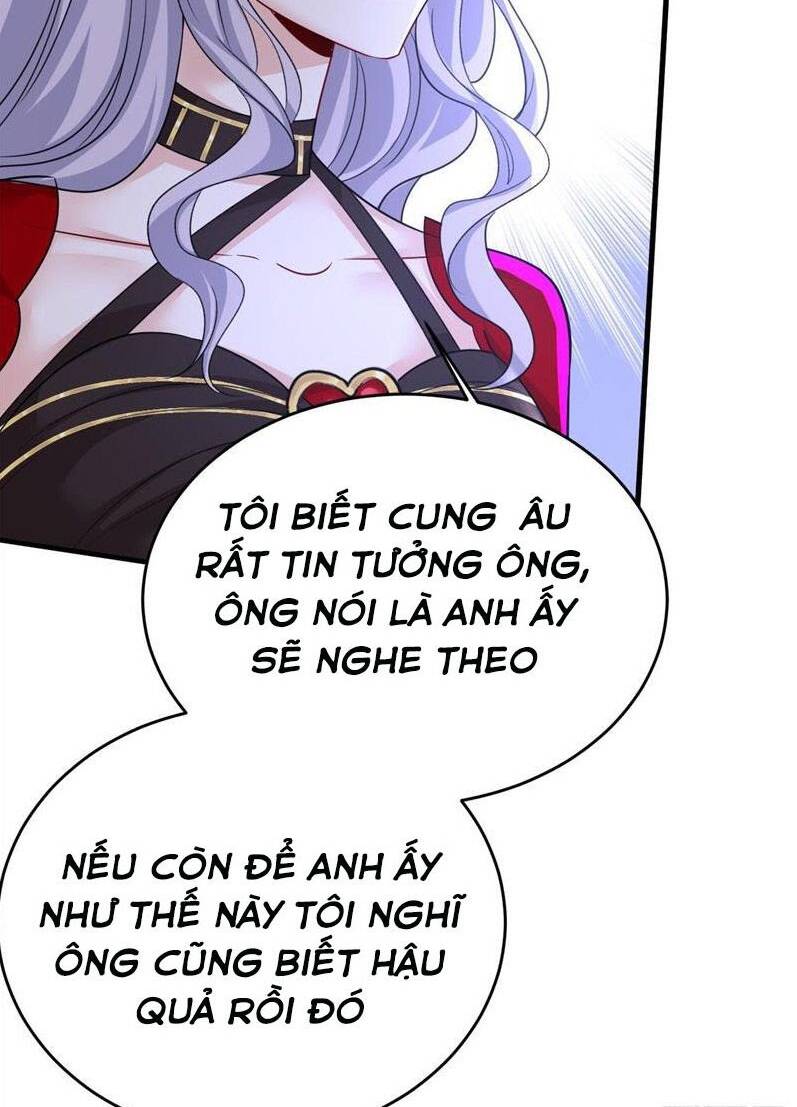 TÔI BIẾT CUNG ÂU
RẤT TIN TƯỞNG ÔNG,
ÔNG NÓI LÀ ANH ẤY
SẼ NGHE THEO
NẾU CÒN ĐỂ ANH ẤY
NHƯ THẾ NÀY TÔI NGHĨ
ÔNG CŨNG BIẾT HẬU
QUẢ RỒI ĐÓ